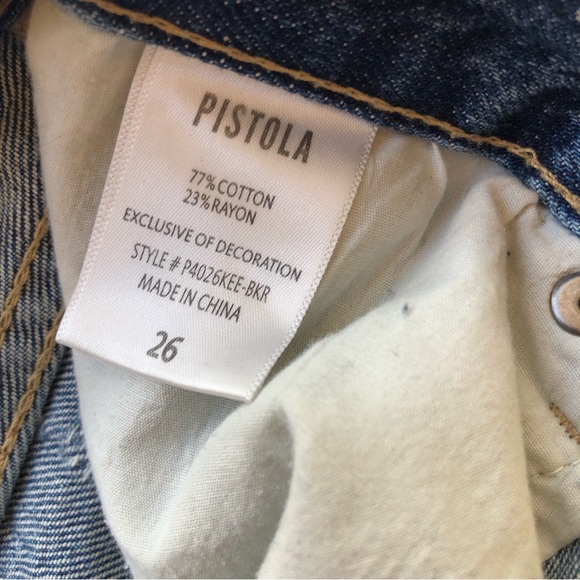 PISTOLA
77% COTTON
23% RAYON
EXCLUSIVE OF DECORATION
STYLE # P4026KEE-BKR
MADE IN CHINA
26